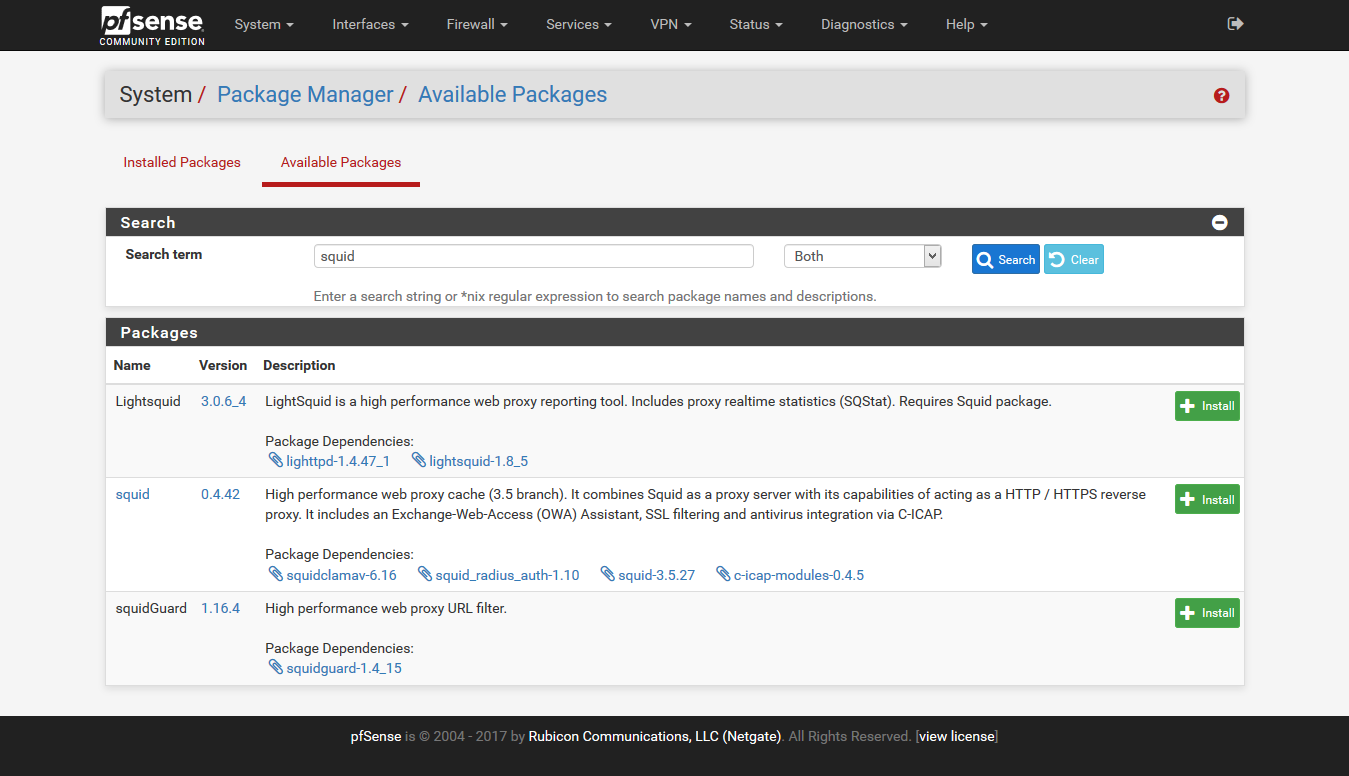 pfsense
COMMUNITY EDITION
System Interfaces Firewall Services VPN Status Diagnostics Help
System / Package Manager / Available Packages
Installed Packages Available Packages
Search
Search term squid Both Search Clear
Enter a search string or *nix regular expression to search package names and descriptions.
Packages
Name Version Description
Lightsquid 3.0.6_4 LightSquid is a high performance web proxy reporting tool. Includes proxy realtime statistics (SQStat). Requires Squid package. Install
Package Dependencies:
lighttpd-1.4.47_1 lightsquid-1.8_5
squid 0.4.42 High performance web proxy cache (3.5 branch). It combines Squid as a proxy server with its capabilities of acting as a HTTP / HTTPS reverse Install
proxy. It includes an Exchange-Web-Access (OWA) Assistant, SSL filtering and antivirus integration via C-ICAP.
Package Dependencies:
squidclamav-6.16 squid_radius_auth-1.10 squid-3.5.27 c-icap-modules-0.4.5
squidGuard 1.16.4 High performance web proxy URL filter. Install
Package Dependencies:
squidguard-1.4_15
pfSense is © 2004 - 2017 by Rubicon Communications, LLC (Netgate). All Rights Reserved. [view license]